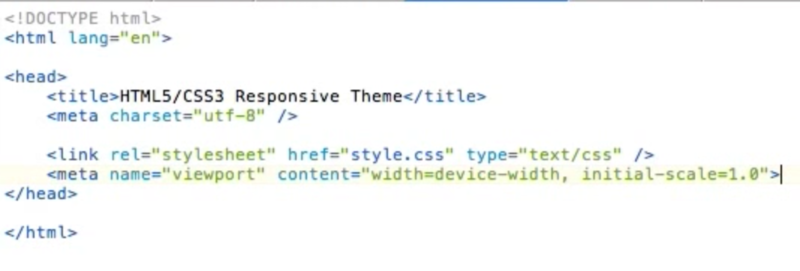 <!DOCTYPE html>
<html lang="en">
<head>
<title>HTML5/CSS3 Responsive Theme</title>
<meta charset="utf-8" />
<link rel="stylesheet" href="style.css" type="text/css" />
<meta name="viewport" content="width=device-width, initial-scale=1.0">
</head>
</html>